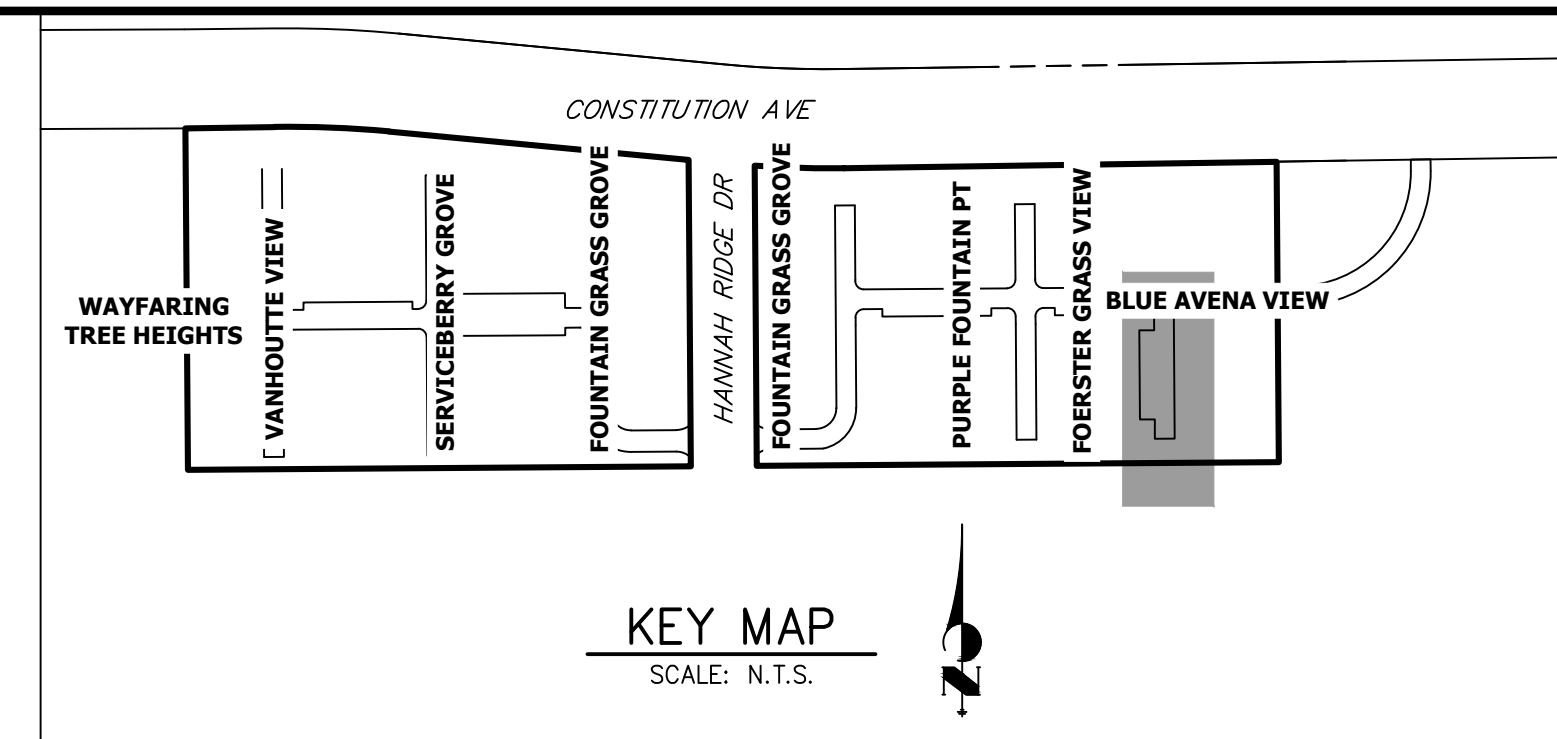 CONSTITUTION AVE
WAYFARING
TREE HEIGHTS
VANHOUTTE VIEW
SERVICEBERRY GROVE
FOUNTAIN GRASS GROVE
HANNAH RIDGE DR
FOUNTAIN GRASS GROVE
PURPLE FOUNTAIN PT
FOERSTER GRASS VIEW
BLUE AVENA VIEW
KEY MAP
SCALE: N.T.S.
N